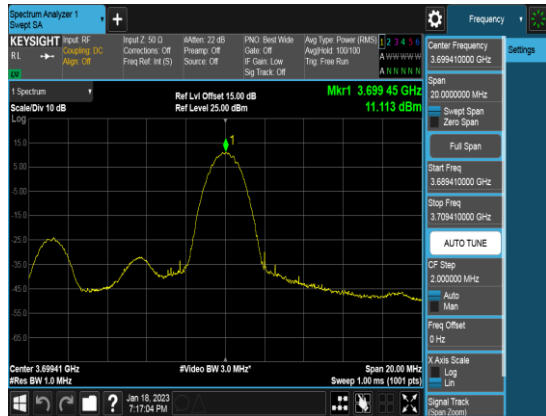 Spectrum Analyzer 1
Swept SA
+
Frequency
KEYSIGHT
RL
Input: RF
Coupling: DC
Align: Off
Input Z: 50 Ω
Corrections: Off
Freq Ref: Int (S)
#Atten: 22 dB
Preamp: Off
Source: Off
PNO: Best Wide
Gate: Off
IF Gain: Low
Sig Track: Off
Avg Type: Power (RMS)
Avg|Hold: 100/100
Trig: Free Run
1 2 3 4 5 6
A W W W W W
A N N N N N
LV
1 Spectrum
Scale/Div 10 dB
Ref Lvl Offset 15.00 dB
Ref Level 25.00 dBm
Mkr1 3.699 45 GHz
11.113 dBm
Log
15.0
5.00
-5.00
-15.0
-25.0
-35.0
-45.0
-55.0
-65.0
1
Center 3.69941 GHz
#Res BW 1.0 MHz
#Video BW 3.0 MHz*
Span 20.00 MHz
Sweep 1.00 ms (1001 pts)
Jan 18, 2023
7:17:04 PM
Center Frequency
3.699410000 GHz
Settings
Span
20.0000000 MHz
Swept Span
Zero Span
Full Span
Start Freq
3.689410000 GHz
Stop Freq
3.709410000 GHz
AUTO TUNE
CF Step
2.000000 MHz
Auto
Man
Freq Offset
0 Hz
X Axis Scale
Log
Lin
Signal Track
(Span Zoom)